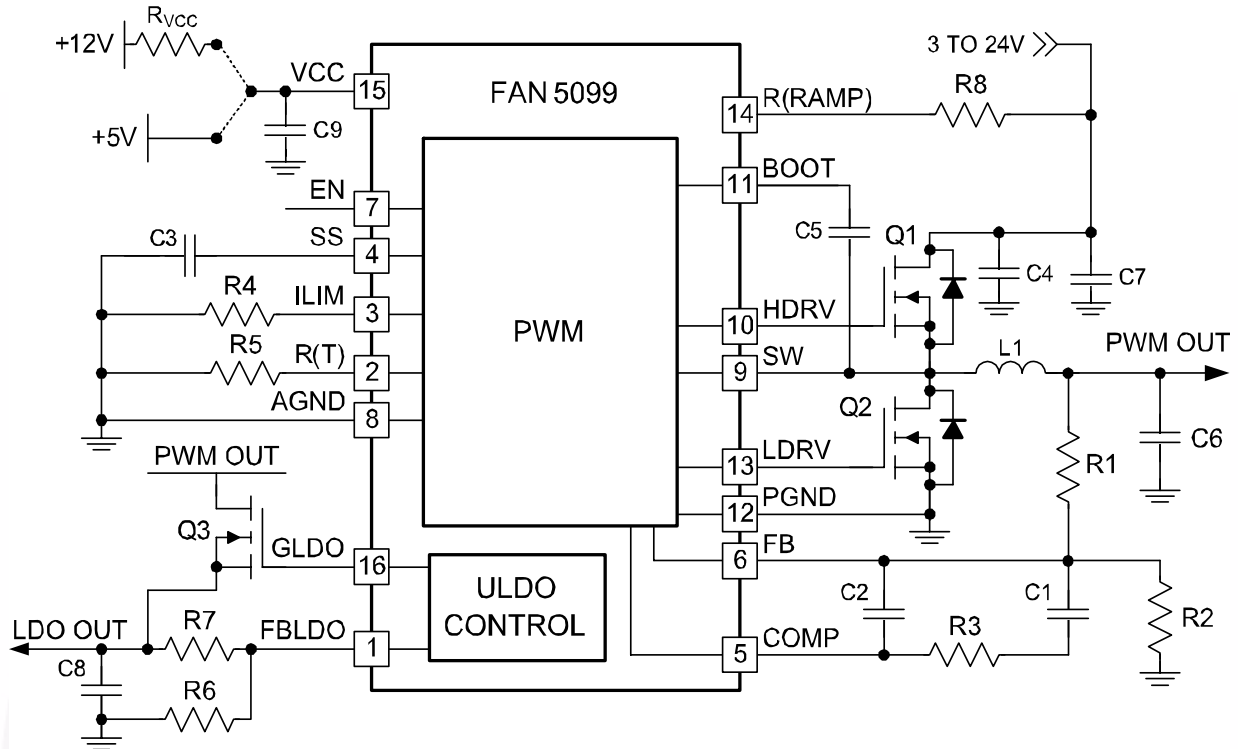 RVCC
+12V
3 TO 24V
VCC
15
FAN 5099
14
R(RAMP)
R8
+5V
C9
BOOT
11
EN
7
C5
Q1
C3
SS
4
C4
C7
R4
ILIM
3
PWM
10
HDRV
R5
R(T)
2
9
SW
L1
PWM OUT
AGND
8
Q2
C6
PWM OUT
13
LDRV
R1
12
PGND
Q3
GLDO
16
6
FB
ULDO
CONTROL
C2
C1
R2
LDO OUT
R7
FBLDO
1
5
COMP
R3
C8
R6